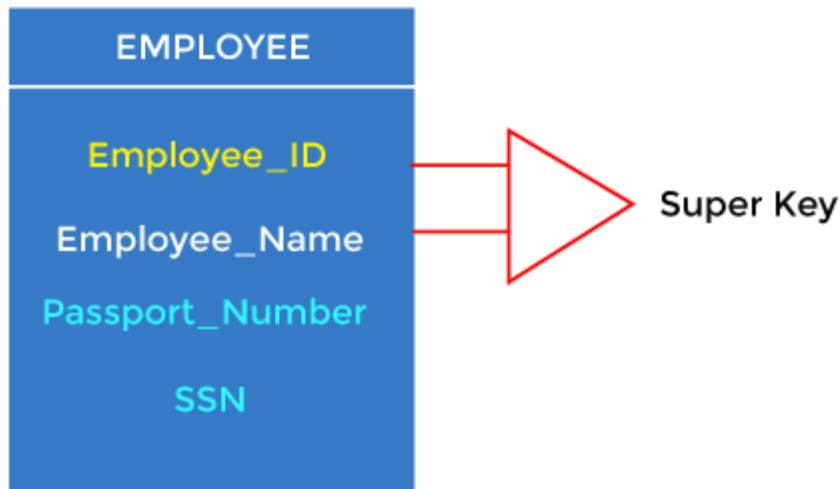 EMPLOYEE
Employee_ID
Employee_Name
Passport_Number
SSN
Super Key